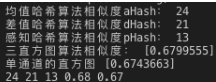 均值哈希算法相似度aHash： 24
差值哈希算法相似度dHash： 21
感知哈希算法相似度pHash： 13
三直方图算法相似度： [0.6799555]
单通道的直方图 [0.6743663]
24 21 13 0.68 0.67